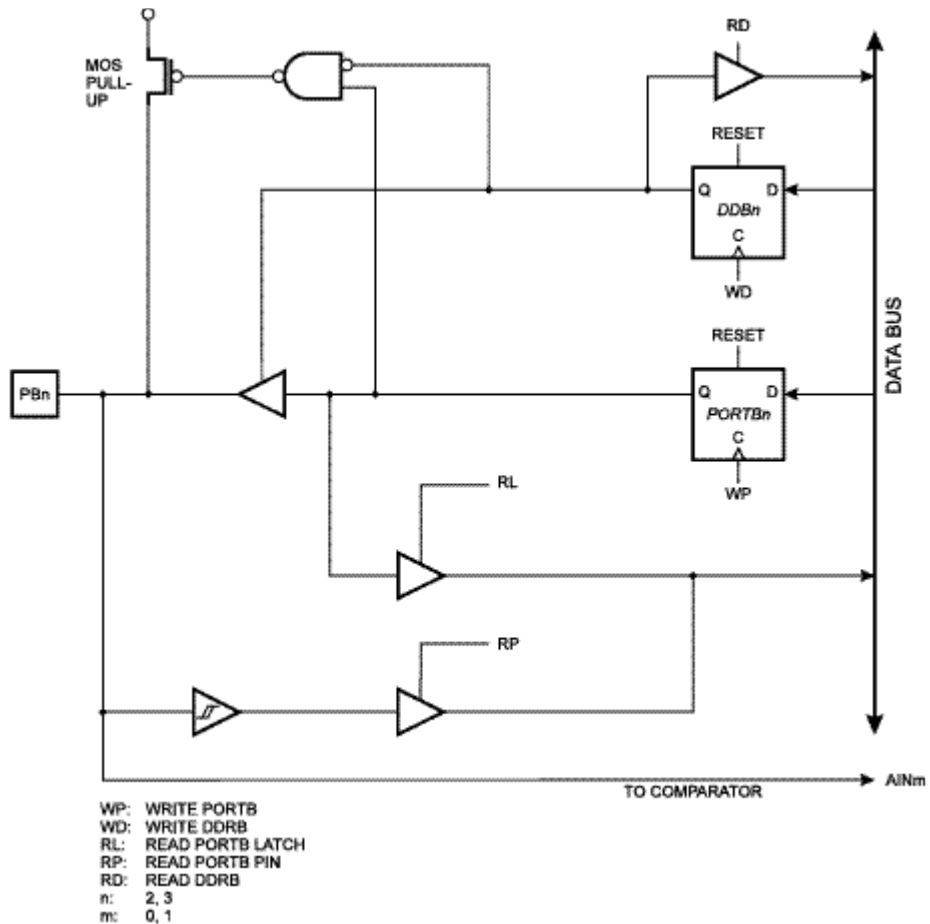 RD
MOS
PULL-
UP
RESET
Q
D
DDBn
C
WD
DATA BUS
RESET
PBn
Q
D
PORTBn
C
WP
RL
RP
AINm
TO COMPARATOR
WP: WRITE PORTB
WD: WRITE DDRB
RL: READ PORTB LATCH
RP: READ PORTB PIN
RD: READ DDRB
n: 2, 3
m: 0, 1